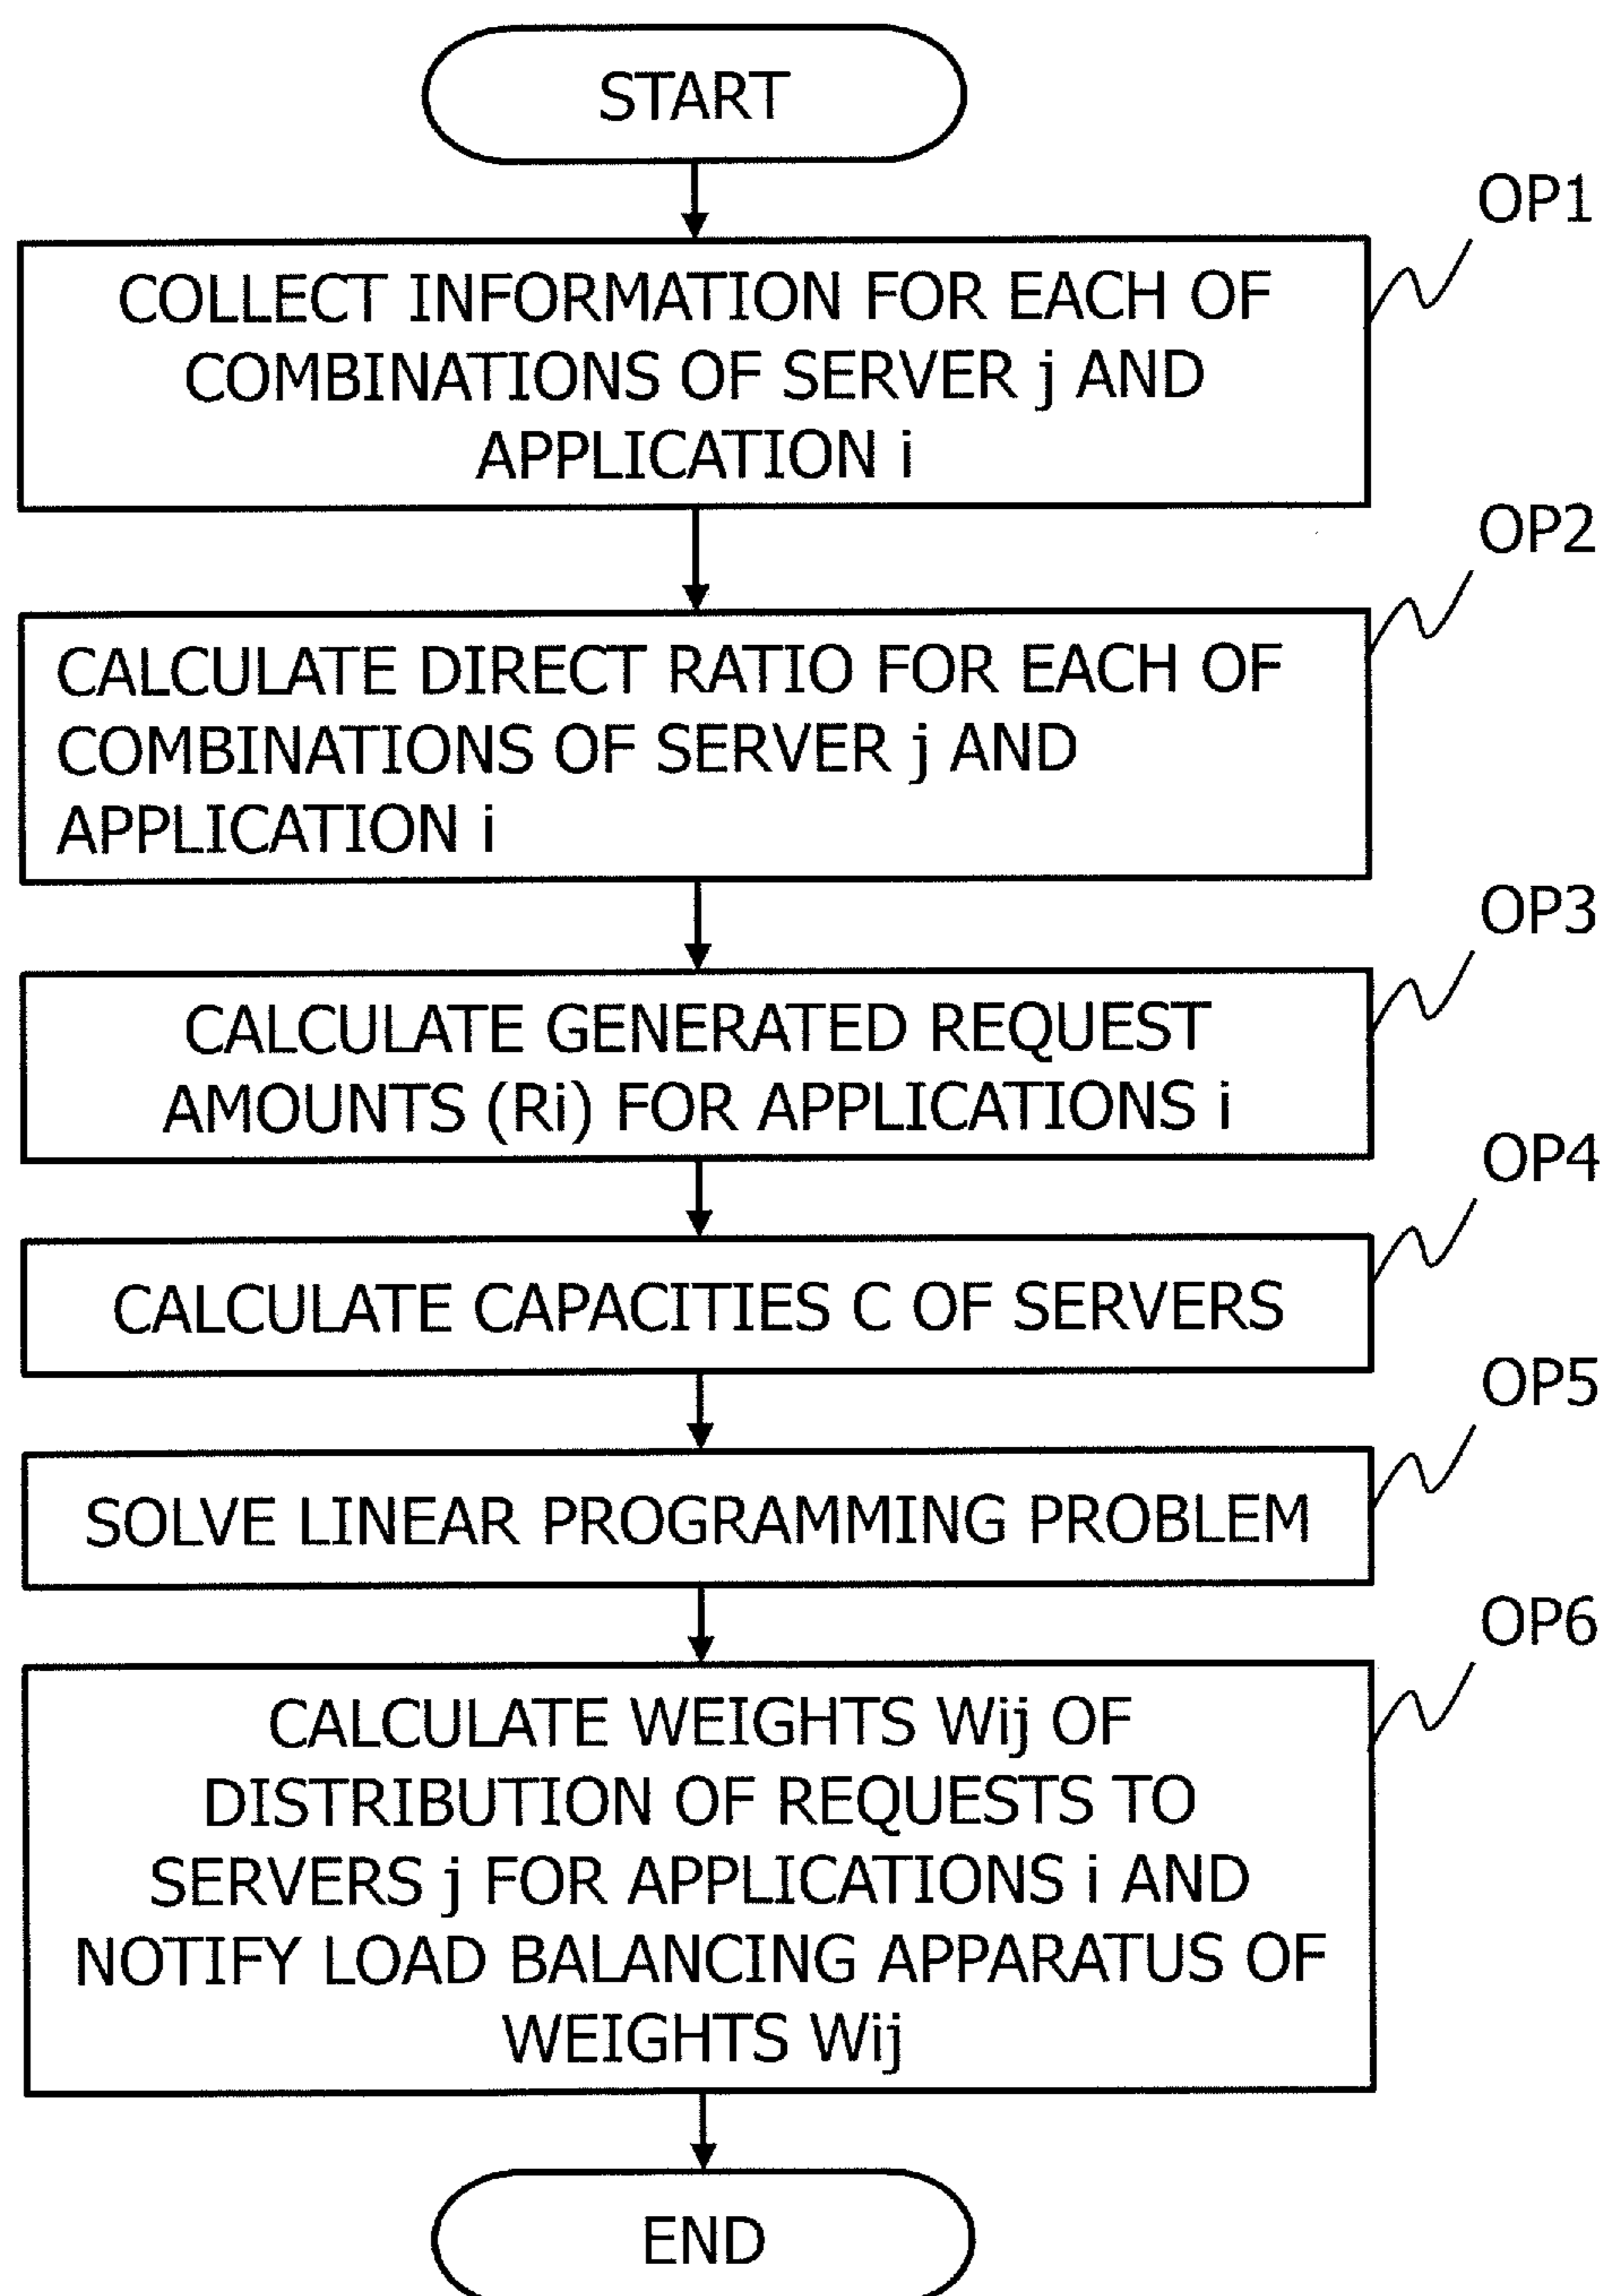 START
OP1
COLLECT INFORMATION FOR EACH OF
COMBINATIONS OF SERVER j AND
APPLICATION i
OP2
CALCULATE DIRECT RATIO FOR EACH OF
COMBINATIONS OF SERVER j AND
APPLICATION i
OP3
CALCULATE GENERATED REQUEST
AMOUNTS (Ri) FOR APPLICATIONS i
OP4
CALCULATE CAPACITIES C OF SERVERS
OP5
SOLVE LINEAR PROGRAMMING PROBLEM
OP6
CALCULATE WEIGHTS Wij OF
DISTRIBUTION OF REQUESTS TO
SERVERS j FOR APPLICATIONS i AND
NOTIFY LOAD BALANCING APPARATUS OF
WEIGHTS Wij
END